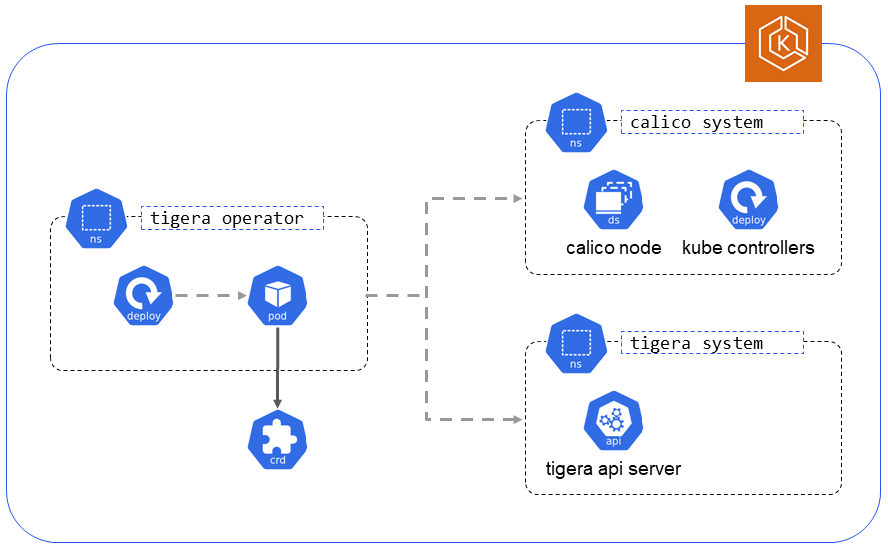 K
calico system
ns
ds
deploy
calico node
kube controllers
tigera operator
ns
deploy
pod
crd
tigera system
ns
api
tigera api server